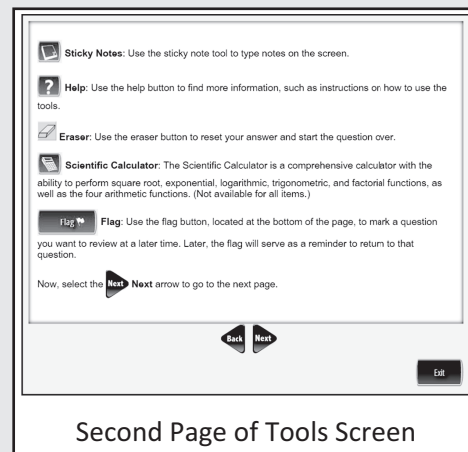 Sticky Notes: Use the sticky note tool to type notes on the screen.
? Help: Use the help button to find more information, such as instructions on how to use the
tools.
Eraser: Use the eraser button to reset your answer and start the question over.
Scientific Calculator: The Scientific Calculator is a comprehensive calculator with the
ability to perform square root, exponential, logarithmic, trigonometric, and factorial functions, as
well as the four arithmetic functions. (Not available for all items.)
Flag Flag: Use the flag button, located at the bottom of the page, to mark a question
you want to review at a later time. Later, the flag will serve as a reminder to return to that
question.
Now, select the Next Next arrow to go to the next page.
Back Next
Exit
Second Page of Tools Screen